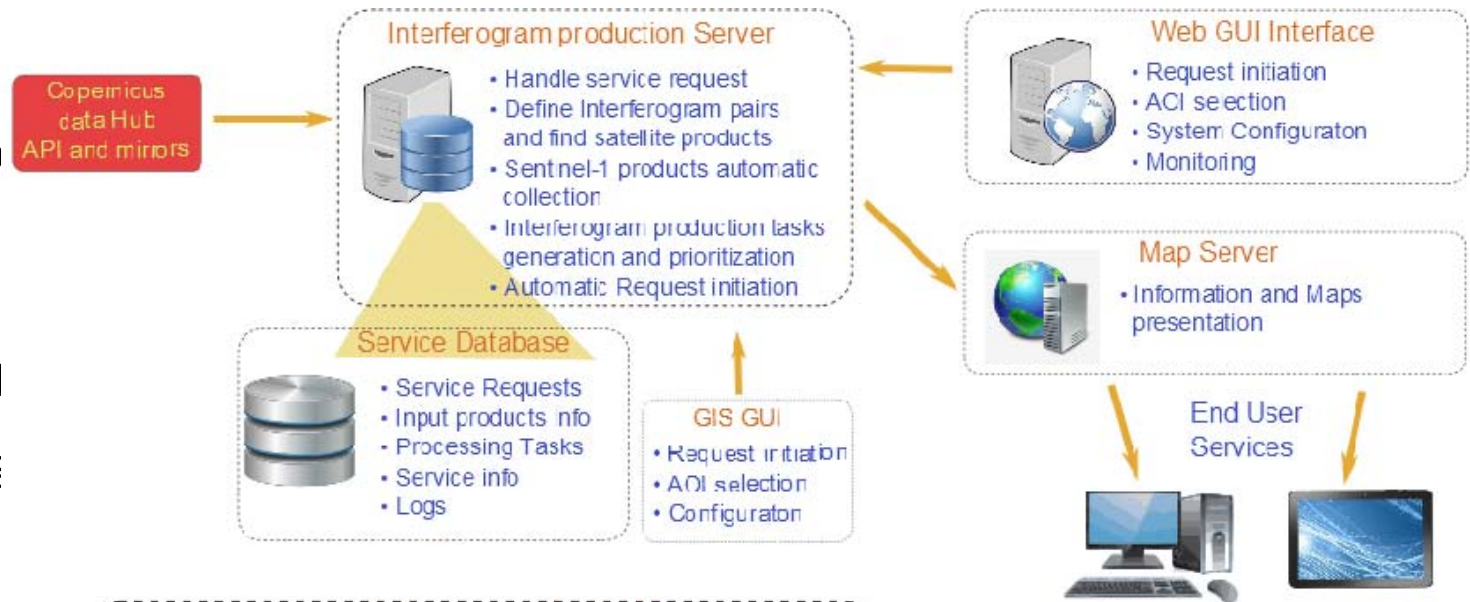 Copernicus
data Hub
API and mirrors
Interferogram production Server
• Handle service request
• Define Interferogram pairs
and find satellite products
• Sentinel-1 products automatic
collection
• Interferogram production tasks
generation and prioritization
• Automatic Request initiation
Web GUI Interface
• Request initiation
• AOI selection
• System Configuraton
• Monitoring
Map Server
• Information and Maps
presentation
Service Database
• Service Requests
• Input products info
• Processing Tasks
• Service info
• Logs
GIS GUI
• Request initiation
• AOI selection
• Configuraton
End User
Services